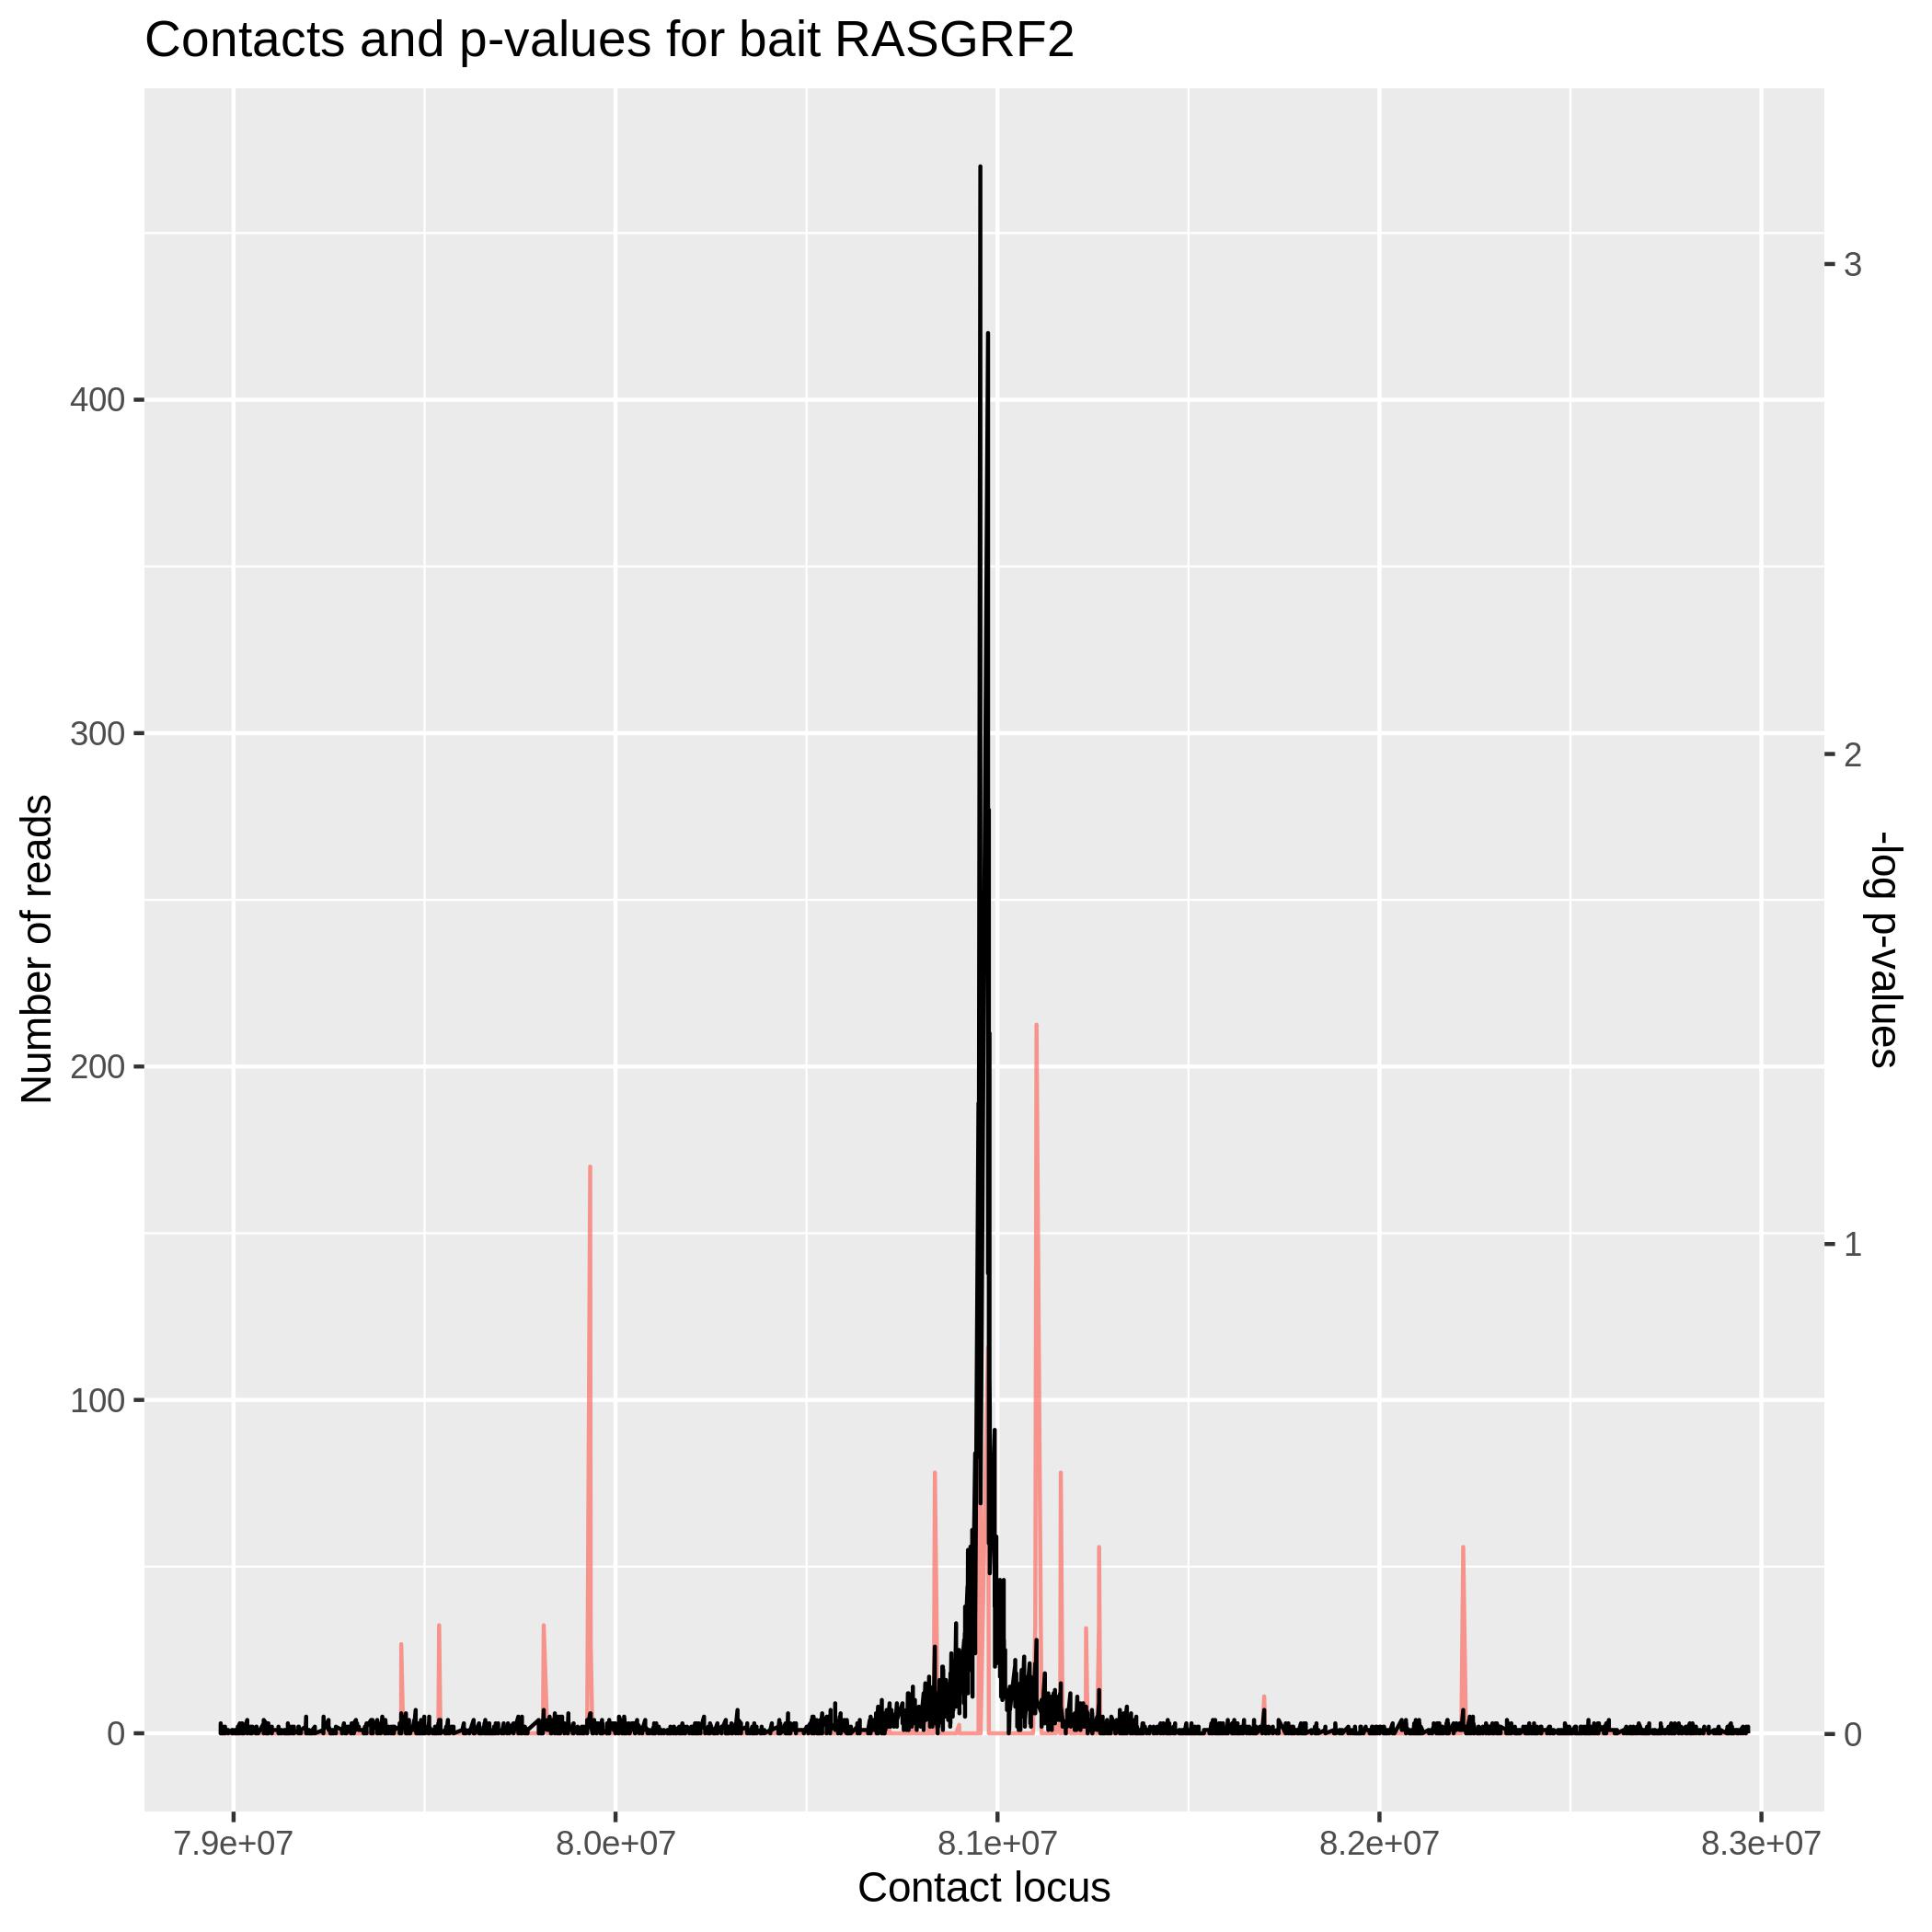 Contacts and p-values for bait RASGRF2
Number of reads
400
300
200
100
0
3
2
1
0
-log p-values
7.9e+07 8.0e+07 8.1e+07 8.2e+07 8.3e+07
Contact locus